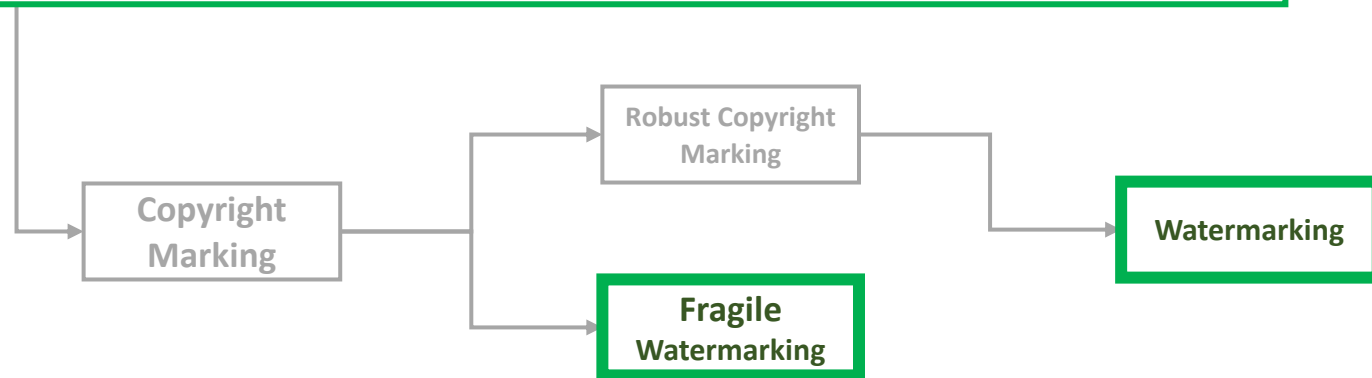 Robust Copyright
Marking
Copyright
Marking
Watermarking
Fragile
Watermarking